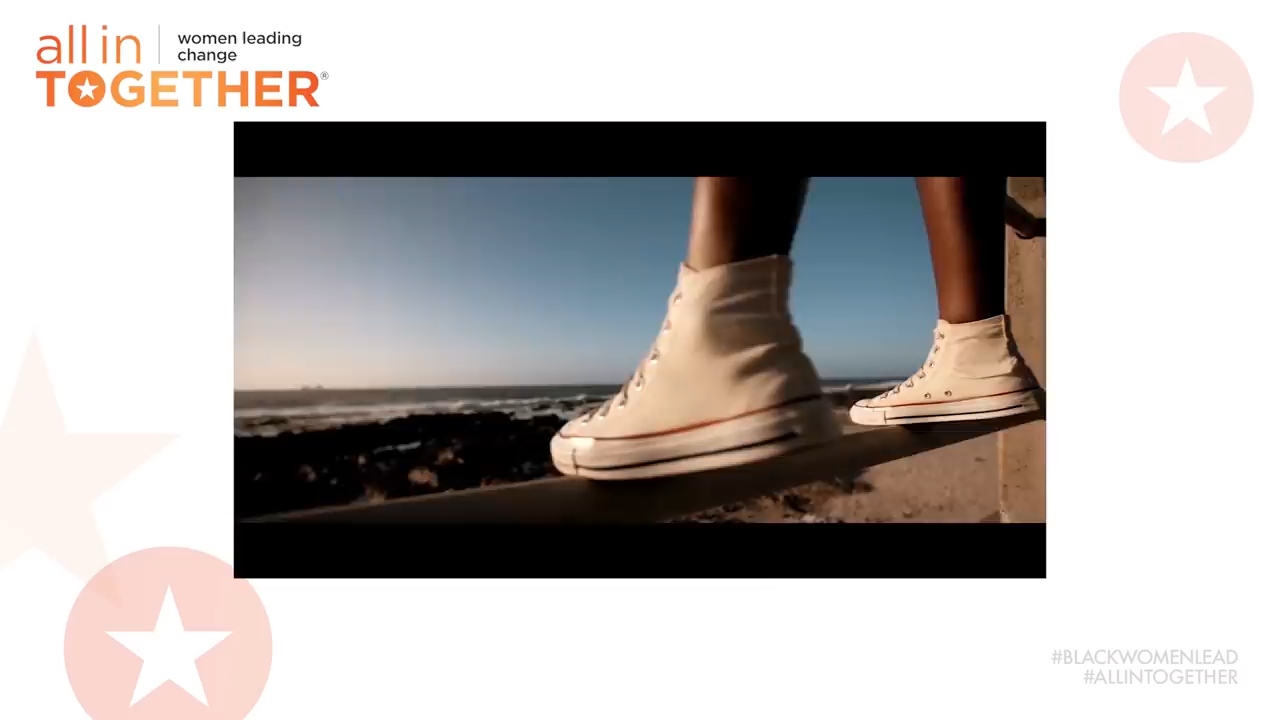 all in
women leading
change
TOGETHER®
#BLACKWOMENLEAD
#ALLINTOGETHER